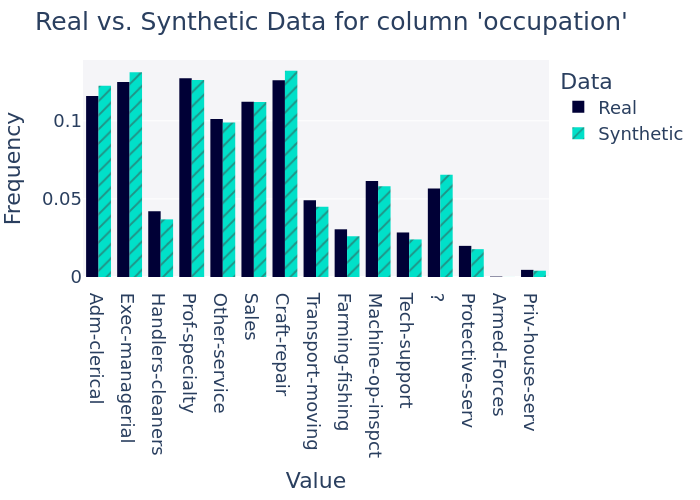 Real vs. Synthetic Data for column 'occupation'
Data
Real
Synthetic
Frequency
0.1
0.05
0
Adm-clerical
Exec-managerial
Handlers-cleaners
Prof-specialty
Other-service
Sales
Craft-repair
Transport-moving
Farming-fishing
Machine-op-inspct
Tech-support
?
Protective-serv
Armed-Forces
Priv-house-serv
Value